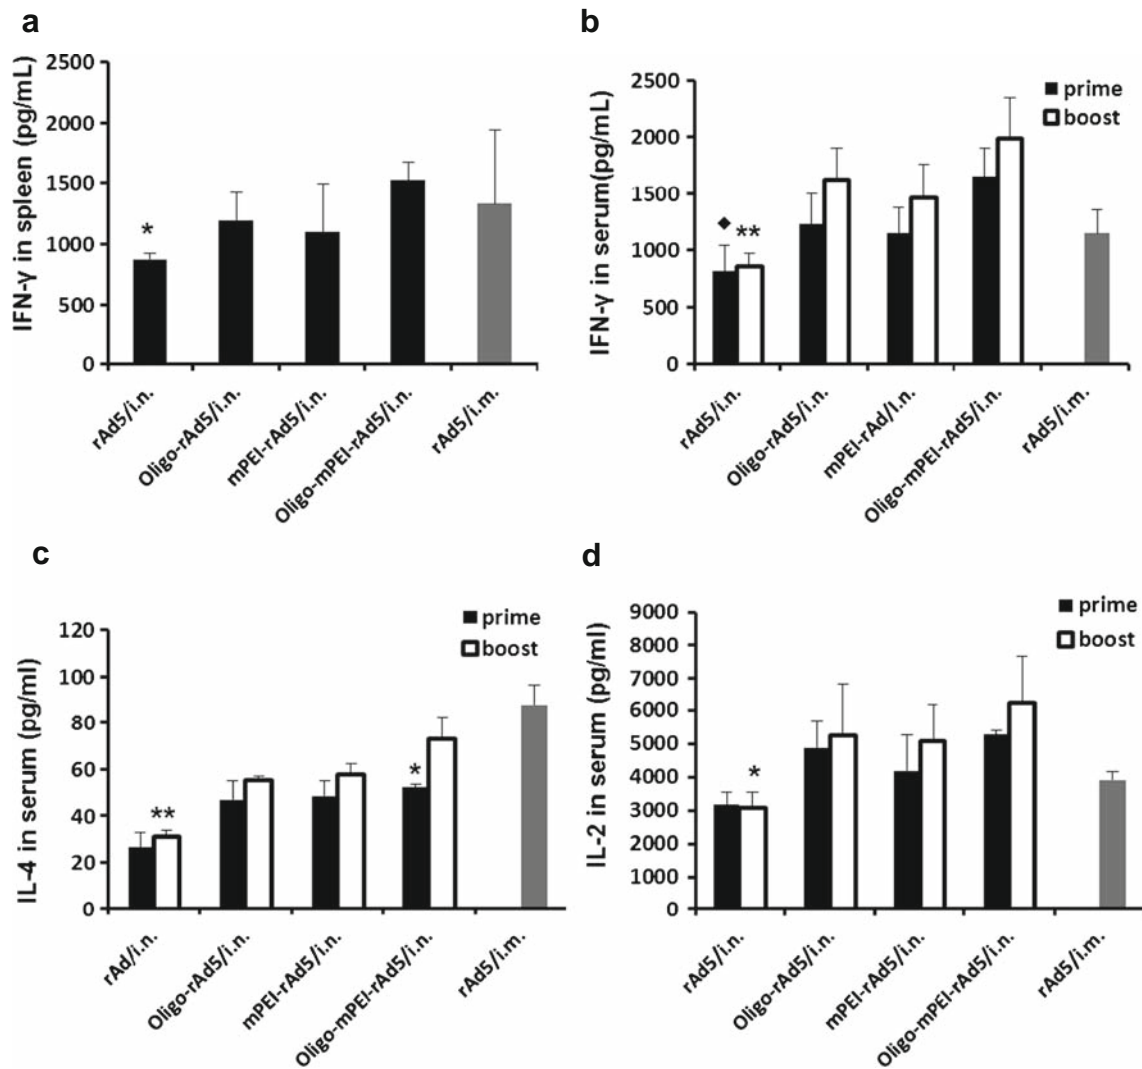 a
IFN-γ in spleen (pg/mL)
2500
2000
1500
1000
500
0
*
rAd5/i.n.
Oligo-rAd5/i.n.
mPEI-rAd5/i.n.
Oligo-mPEI-rAd5/i.n.
rAd5/i.m.
b
IFN-γ in serum(pg/mL)
2500
2000
1500
1000
500
0
prime
boost
◆
**
rAd5/i.n.
Oligo-rAd5/i.n.
mPEI-rAd/i.n.
Oligo-mPEI-rAd5/i.n.
rAd5/i.m.
c
IL-4 in serum (pg/ml)
120
100
80
60
40
20
0
prime
boost
**
*
rAd/i.n.
Oligo-rAd5/i.n.
mPEI-rAd5/i.n.
Oligo-mPEI-rAd5/i.n.
rAd5/i.m.
d
IL-2 in serum (pg/ml)
9000
8000
7000
6000
5000
4000
3000
2000
1000
0
prime
boost
*
rAd5/i.n.
Oligo-rAd5/i.n.
mPEI-rAd5/i.n.
Oligo-mPEI-rAd5/i.n.
rAd5/i.m.